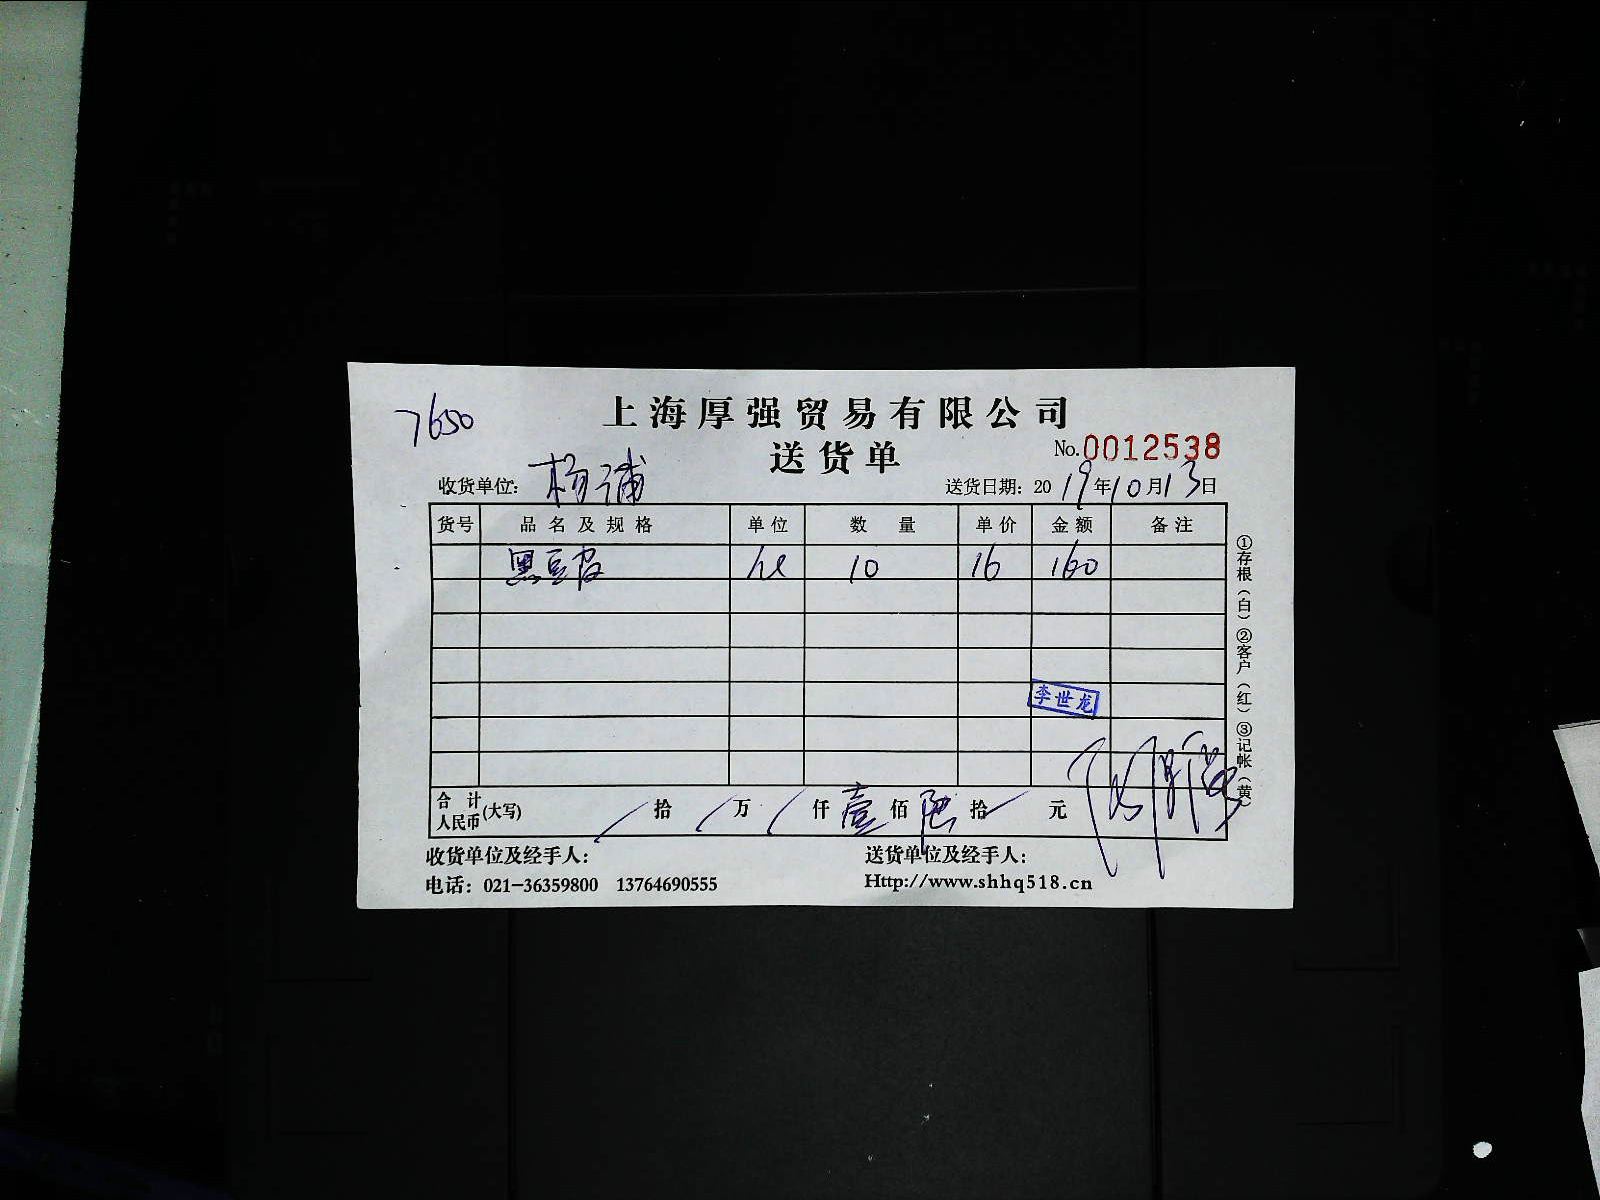 7650
上海厚强贸易有限公司
送货单
No.0012538
收货单位: 杨浦
送货日期: 2019年10月13日
货号 品名及规格 单位 数量 单价 金额 备注
黑豆皮 10 16 160
李世龙
合计人民币(大写) / 拾 / 万 / 仟 壹 佰 陆 拾 元
收货单位及经手人:
送货单位及经手人:
电话: 021-36359800 13764690555
Http://www.shhq518.cn
①存根(白)②客户(红)③记帐(黄)